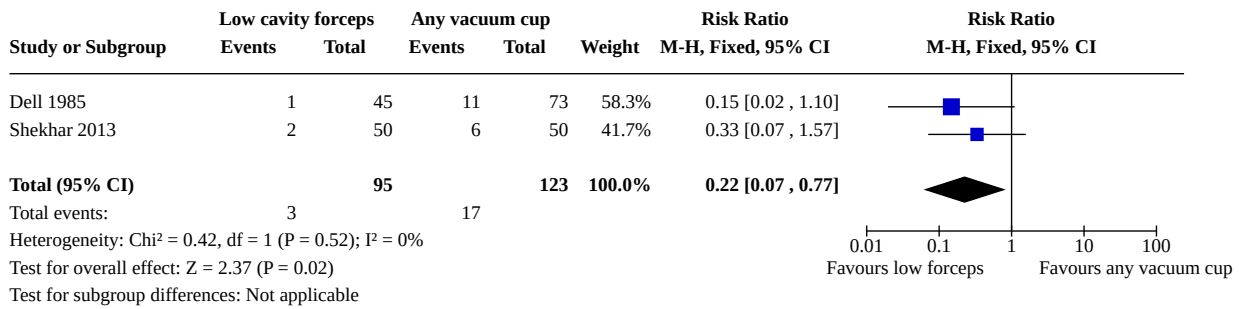 Low cavity forceps Any vacuum cup Risk Ratio Risk Ratio
Study or Subgroup Events Total Events Total Weight M-H, Fixed, 95% CI M-H, Fixed, 95% CI
Dell 1985 1 45 11 73 58.3% 0.15 [0.02 , 1.10]
Shekhar 2013 2 50 6 50 41.7% 0.33 [0.07 , 1.57]
Total (95% CI) 95 123 100.0% 0.22 [0.07 , 0.77]
Total events: 3 17
Heterogeneity: Chi² = 0.42, df = 1 (P = 0.52); I² = 0% 0.01 0.1 1 10 100
Test for overall effect: Z = 2.37 (P = 0.02) Favours low forceps Favours any vacuum cup
Test for subgroup differences: Not applicable